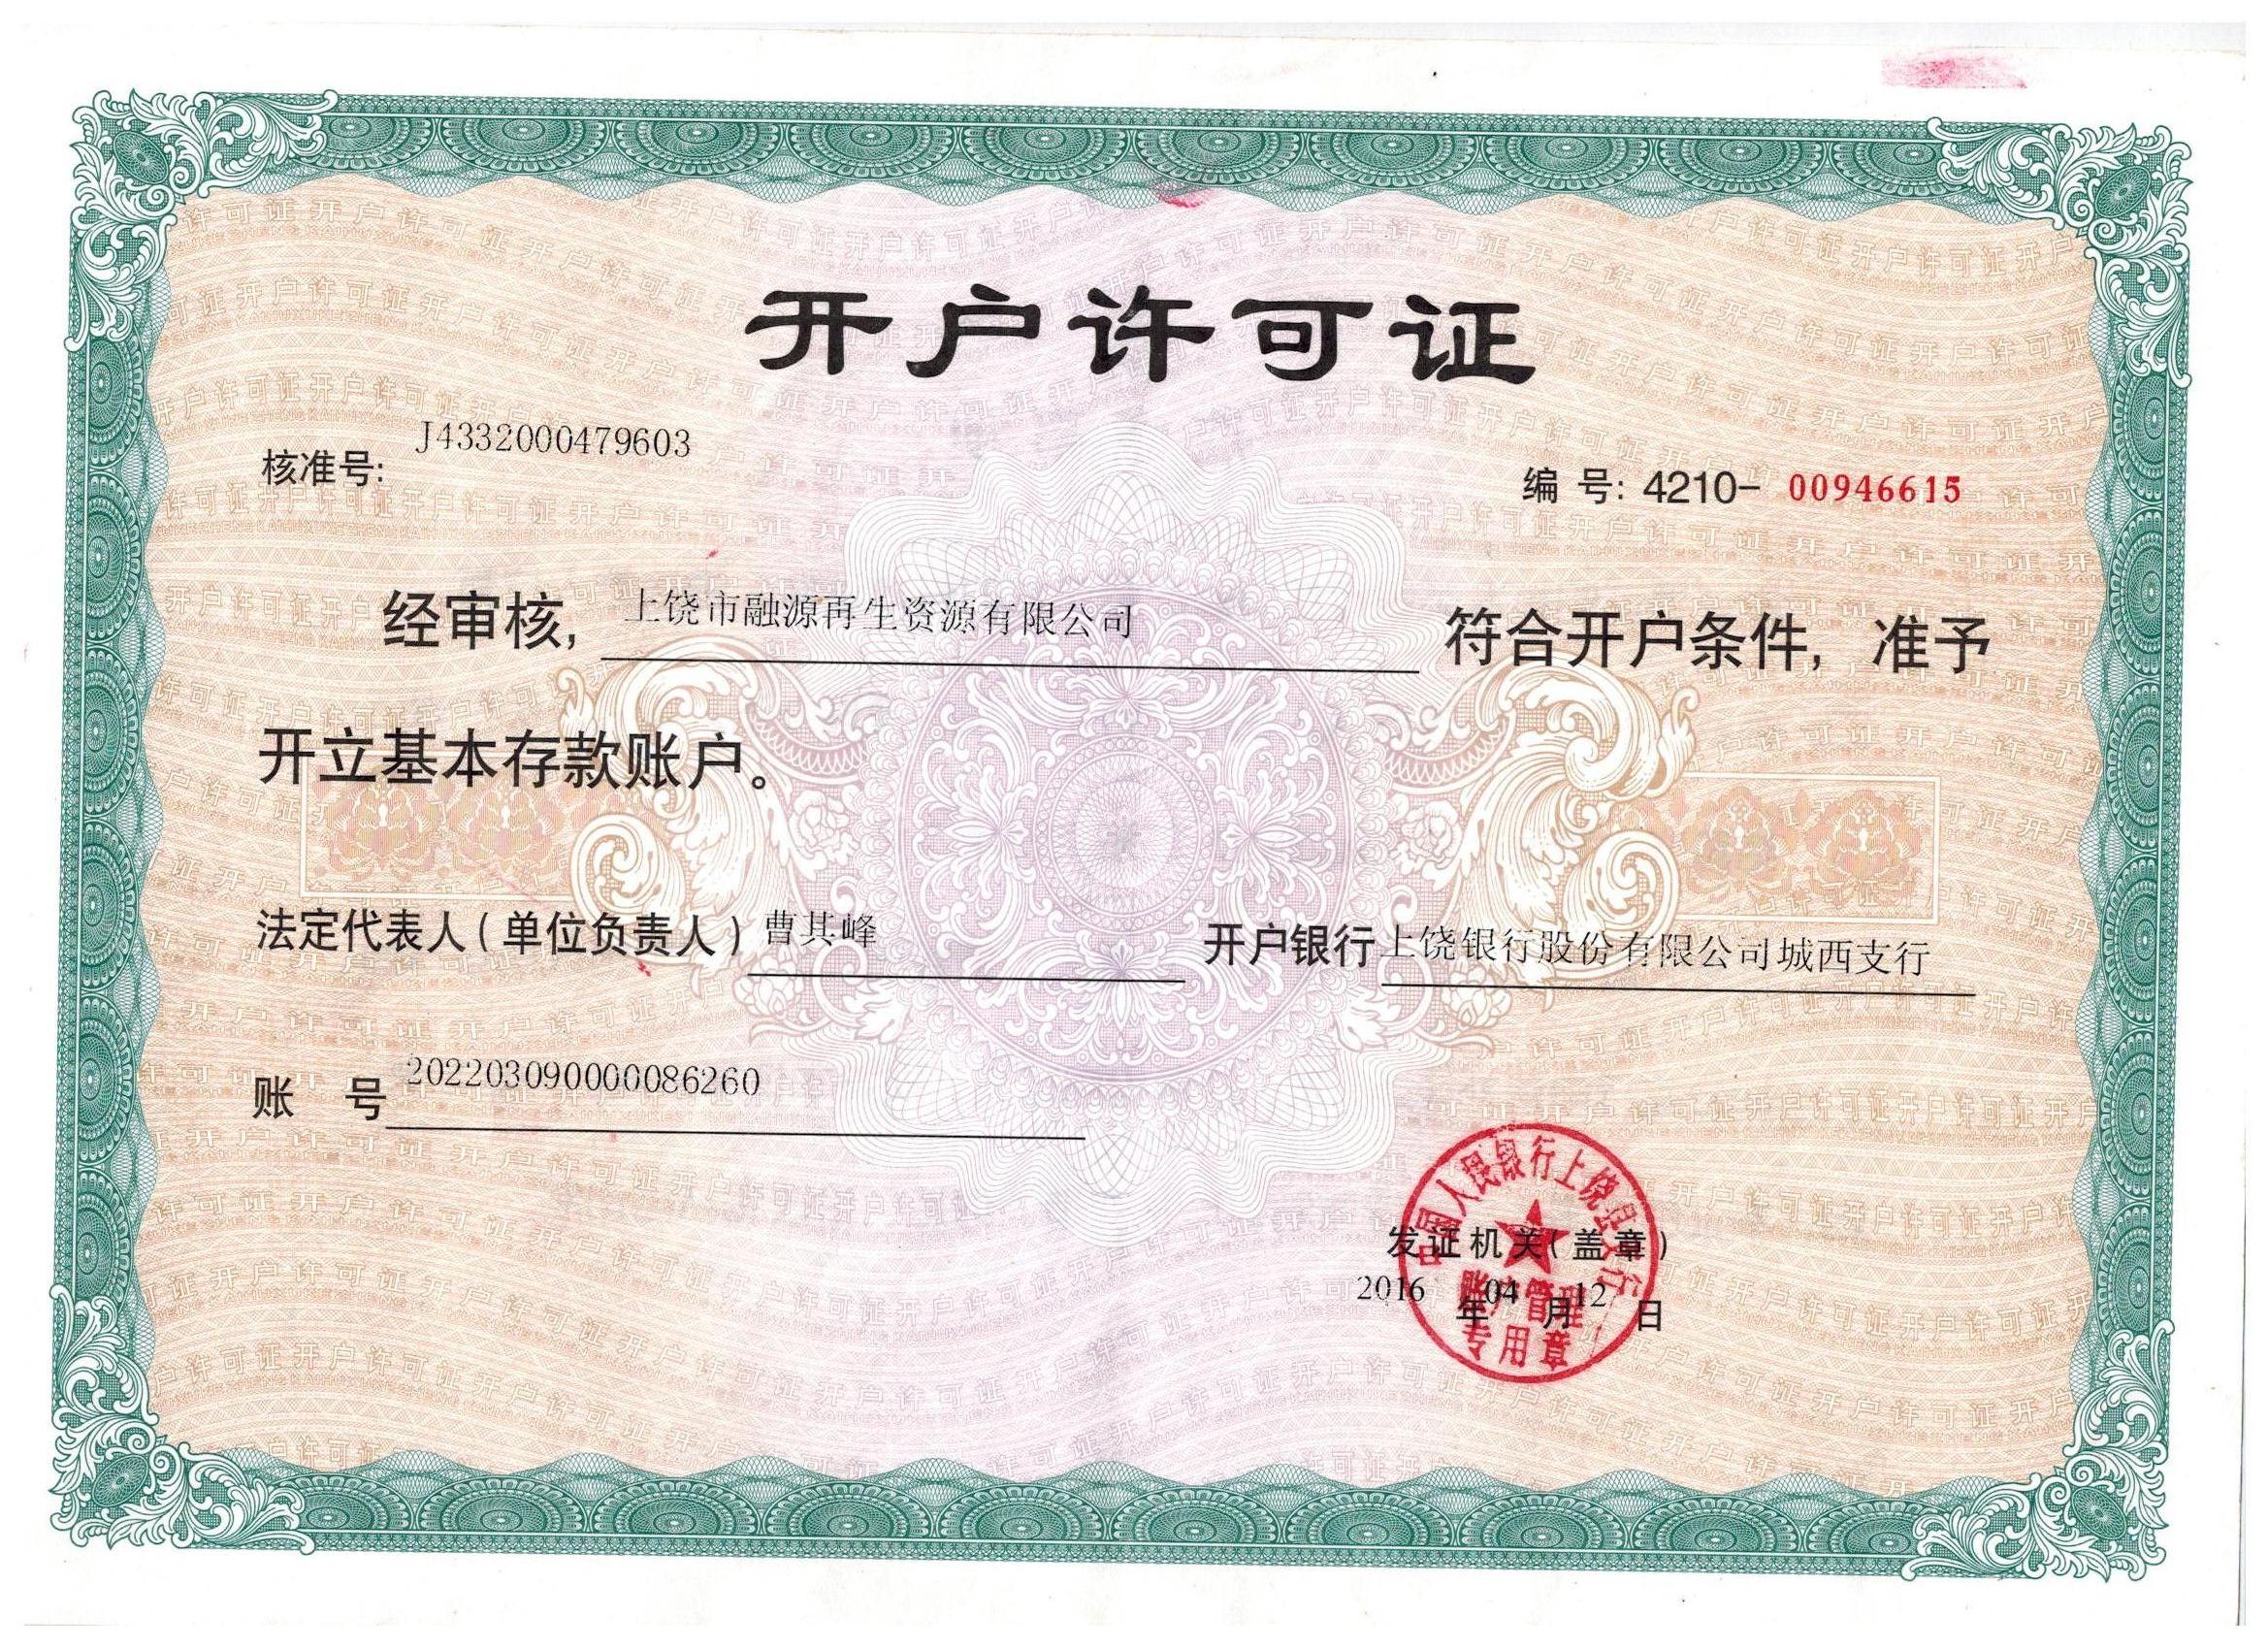 开户许可证
核准号: J4332000479603
编 号: 4210- 00946615
经审核, 上饶市融源再生资源有限公司 符合开户条件, 准予
开立基本存款账户。
法定代表人(单位负责人) 曹其峰 开户银行 上饶银行股份有限公司城西支行
账 号 202203090000086260
中国人民银行上饶县支行
发证机关(盖章)
2016 年 04 月 12 日
账户管理
专用章